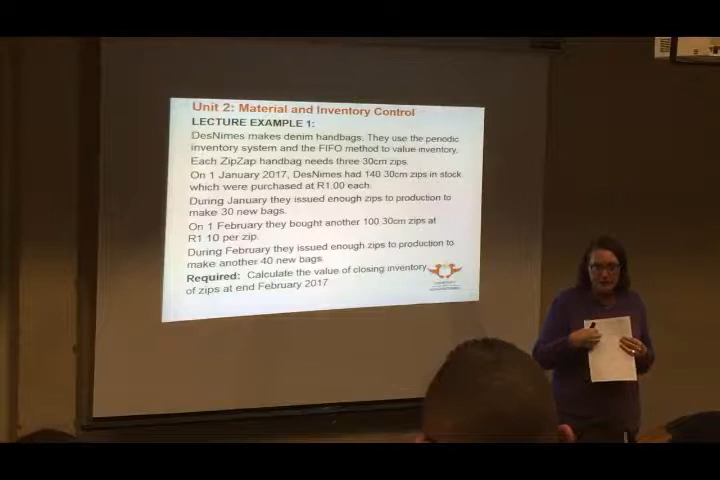 Unit 2: Material and Inventory Control
LECTURE EXAMPLE 1:
DesNimes makes denim handbags. They use the periodic
inventory system and the FIFO method to value inventory.
Each ZipZap handbag needs three 30cm zips.
On 1 January 2017, DesNimes had 140 30cm zips in stock
which were purchased at R1.00 each.
During January they issued enough zips to production to
make 30 new bags.
On 1 February they bought another 100 30cm zips at
R1 10 per zip.
During February they issued enough zips to production to
make another 40 new bags.
Required: Calculate the value of closing inventory
of zips at end February 2017